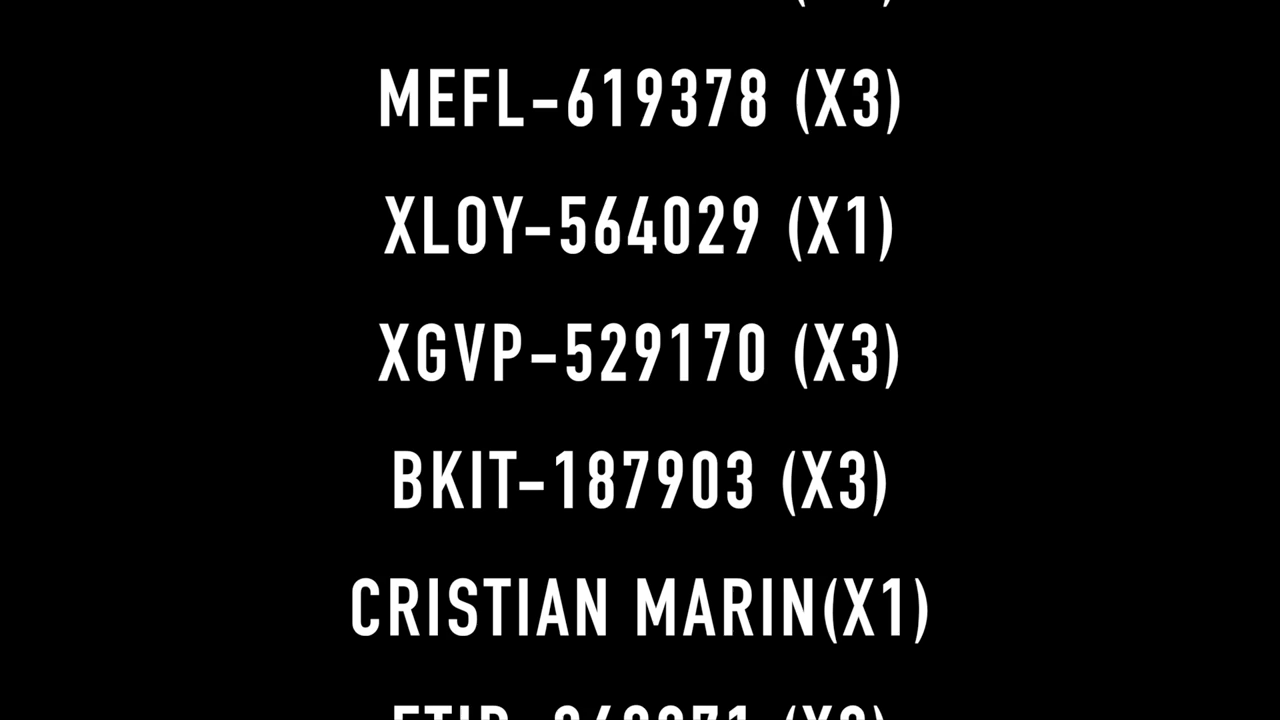 MEFL-619378 (X3)
XLOY-564029 (X1)
XGVP-529170 (X3)
BKIT-187903 (X3)
CRISTIAN MARIN(X1)